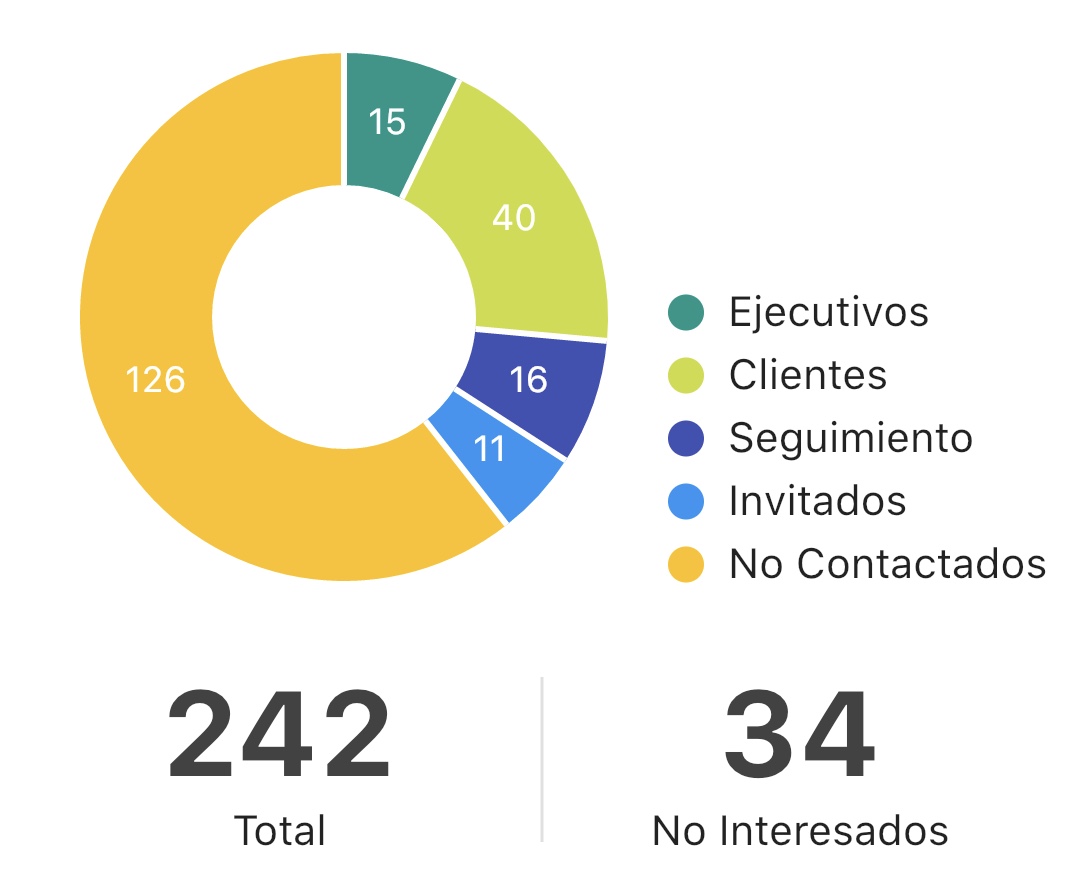 15
40
16
11
126
Ejecutivos
Clientes
Seguimiento
Invitados
No Contactados
242
Total
34
No Interesados